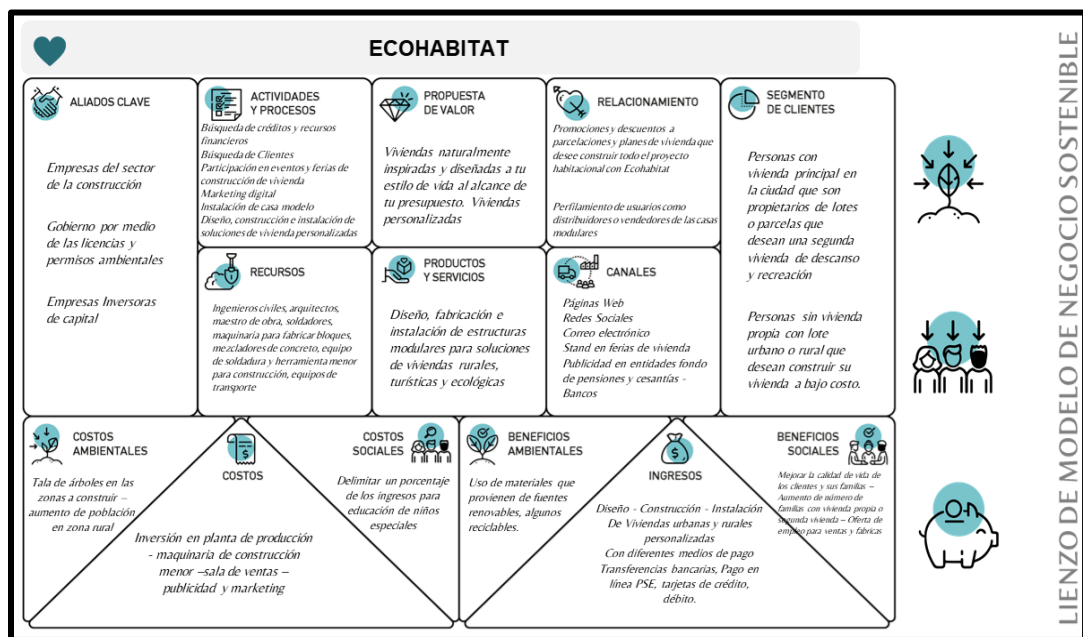 ECOHABITAT
LIENZO DE MODELO DE NEGOCIO SOSTENIBLE
ALIADOS CLAVE
Empresas del sector
de la construcción
Gobierno por medio
de las licencias y
permisos ambientales
Empresas Inversoras
de capital
ACTIVIDADES
Y PROCESOS
Búsqueda de créditos y recursos
financieros
Búsqueda de Clientes
Participación en eventos y ferias de
construcción de vivienda
Marketing digital
Instalación de casa modelo
Diseño, construcción e instalación de
soluciones de vivienda personalizadas
RECURSOS
Ingenieros civiles, arquitectos,
maestro de obra, soldadores,
maquinaria para fabricar bloques,
mezcladores de concreto, equipo
de soldadura y herramienta menor
para construcción, equipos de
transporte
PROPUESTA
DE VALOR
Viviendas naturalmente
inspiradas y diseñadas a tu
estilo de vida al alcance de
tu presupuesto. Viviendas
personalizadas
PRODUCTOS
Y SERVICIOS
Diseño, fabricación e
instalación de estructuras
modulares para soluciones
de viviendas rurales,
turísticas y ecológicas
RELACIONAMIENTO
Promociones y descuentos a
parcelaciones y planes de vivienda que
desee construir todo el proyecto
habitacional con Ecohabitat
Perfilamiento de usuarios como
distribuidores o vendedores de las casas
modulares
CANALES
Páginas Web
Redes Sociales
Correo electrónico
Stand en ferias de vivienda
Publicidad en entidades fondo
de pensiones y cesantías -
Bancos
SEGMENTO
DE CLIENTES
Personas con
vivienda principal en
la ciudad que son
propietarios de lotes
o parcelas que
desean una segunda
vivienda de descanso
y recreación
Personas sin vivienda
propia con lote
urbano o rural que
desean construir su
vivienda a bajo costo.
COSTOS
AMBIENTALES
Tala de árboles en las
zonas a construir –
aumento de población
en zona rural
COSTOS
Inversión en planta de producción
- maquinaria de construcción
menor –sala de ventas –
publicidad y marketing
COSTOS
SOCIALES
Delimitar un porcentaje
de los ingresos para
educación de niños
especiales
BENEFICIOS
AMBIENTALES
Uso de materiales que
provienen de fuentes
renovables, algunos
reciclables.
INGRESOS
Diseño - Construcción - Instalación
De Viviendas urbanas y rurales
personalizadas
Con diferentes medios de pago
Transferencias bancarias, Pago en
línea PSE, tarjetas de crédito,
débito.
BENEFICIOS
SOCIALES
Mejorar la calidad de vida de
los clientes y sus familias –
Aumento de número de
familias con vivienda propia o
segunda vivienda – Oferta de
empleo para ventas y fabricas